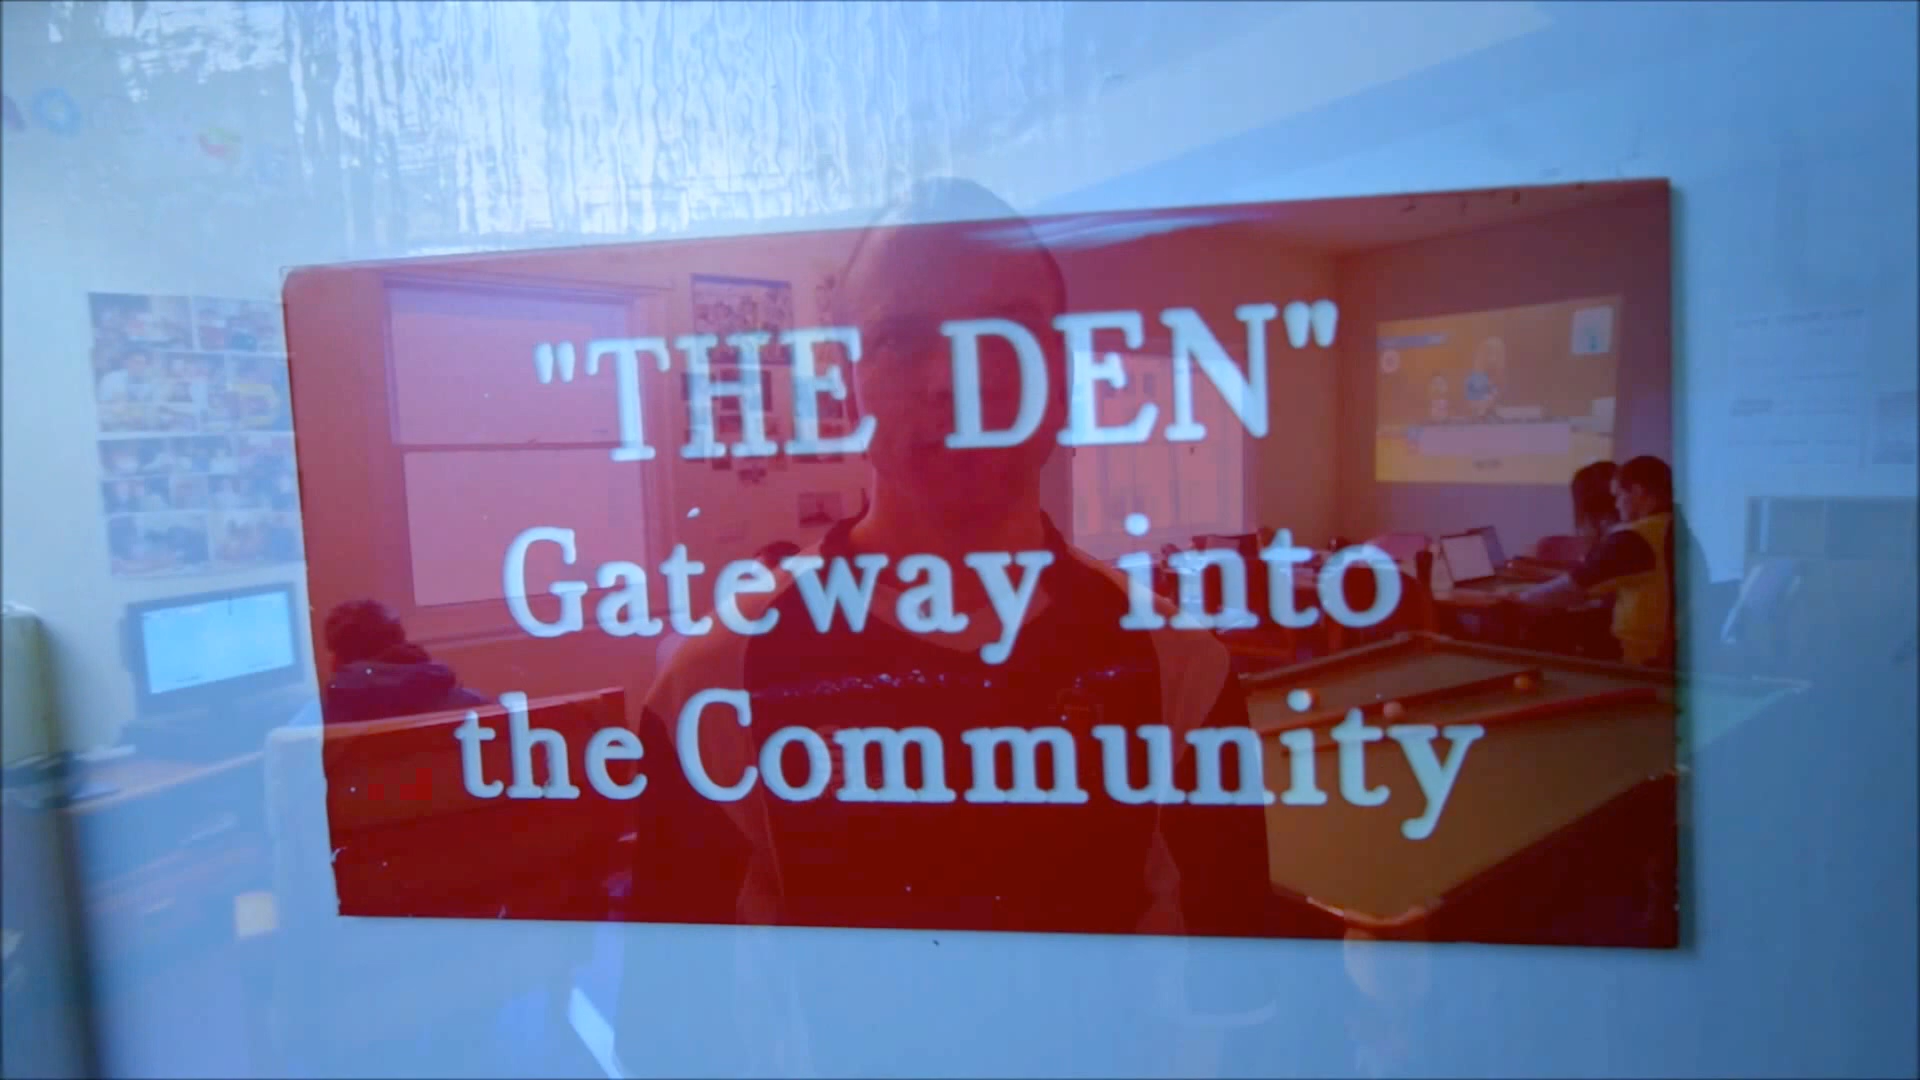 "THE DEN"
Gateway into
the Community